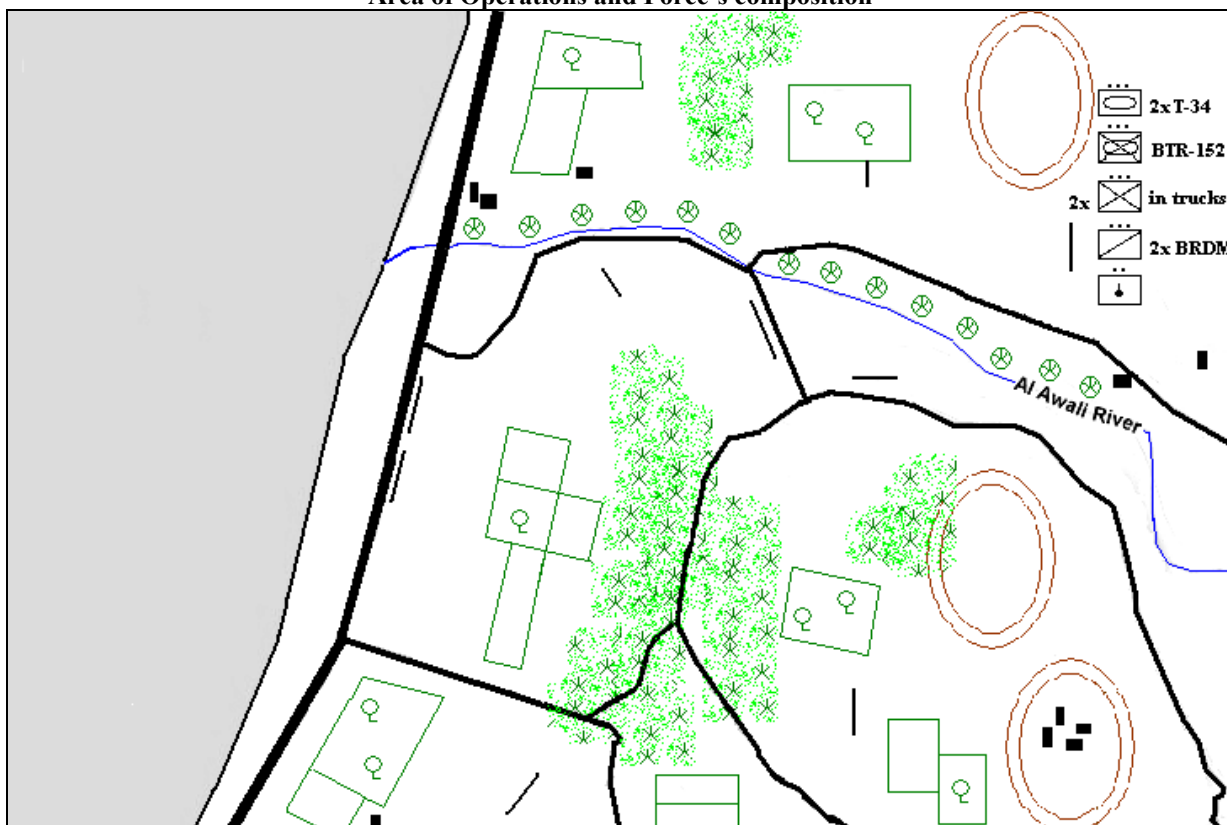 Area of Operations and Force's composition
2x T-34
BTR-152
2x in trucks
2x BRDM
Al Awali River